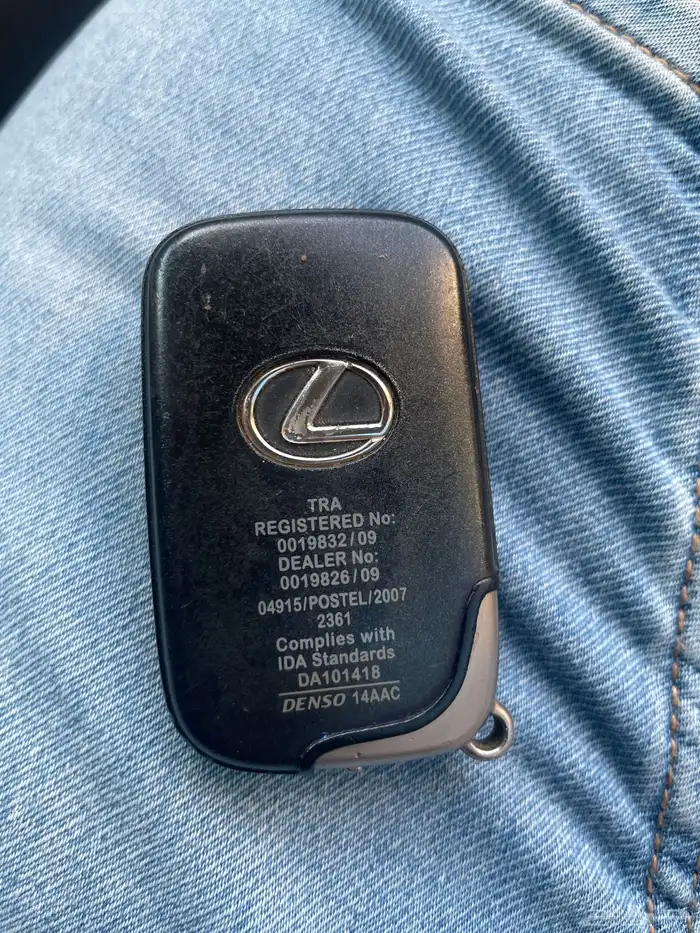 TRA
REGISTERED No:
0019832/09
DEALER No:
0019826/09
04915/POSTEL/2007
2361
Complies with
IDA Standards
DA101418
DENSO 14AAC